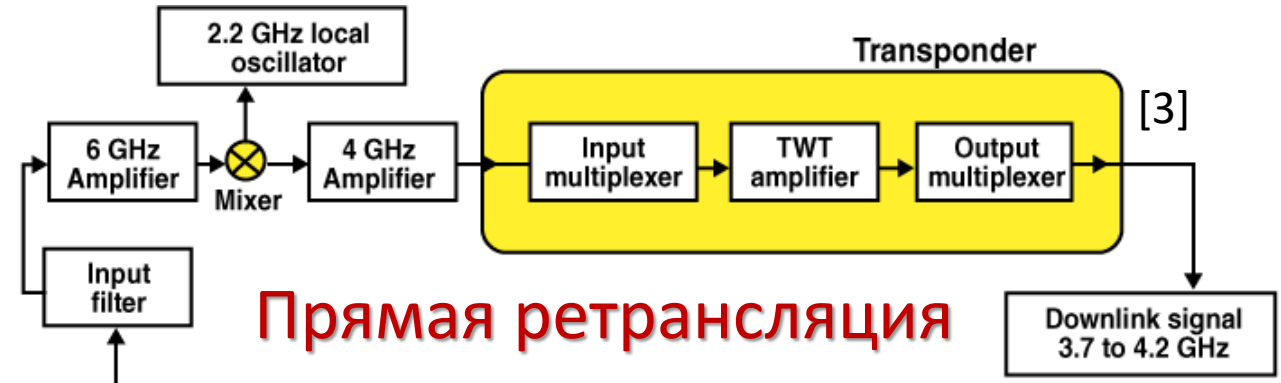 2.2 GHz local
oscillator
Transponder
[3]
6 GHz
Amplifier
Mixer
4 GHz
Amplifier
Input
multiplexer
TWT
amplifier
Output
multiplexer
Input
filter
Прямая ретрансляция
Downlink signal
3.7 to 4.2 GHz